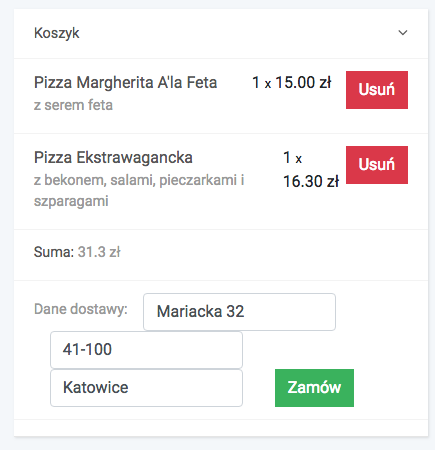 Koszyk
Pizza Margherita A'la Feta 1 x 15.00 zł Usuń
z serem feta
Pizza Ekstrawagancka 1 x 16.30 zł Usuń
z bekonem, salami, pieczarkami i
szparagami
Suma: 31.3 zł
Dane dostawy: Mariacka 32
41-100
Katowice Zamów